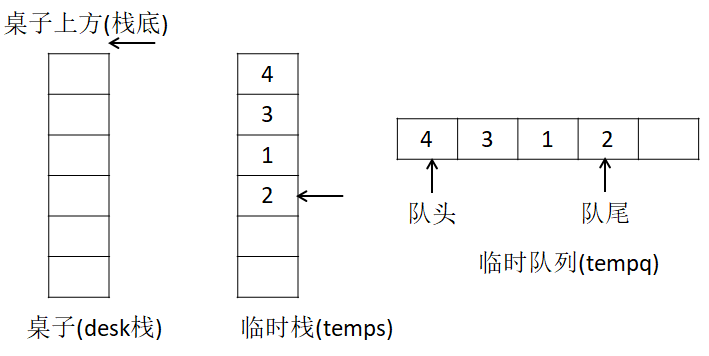 桌子上方(栈底)
4
3
1
2
4 3 1 2
队头 队尾
临时队列(tempq)
桌子(desk栈) 临时栈(temps)